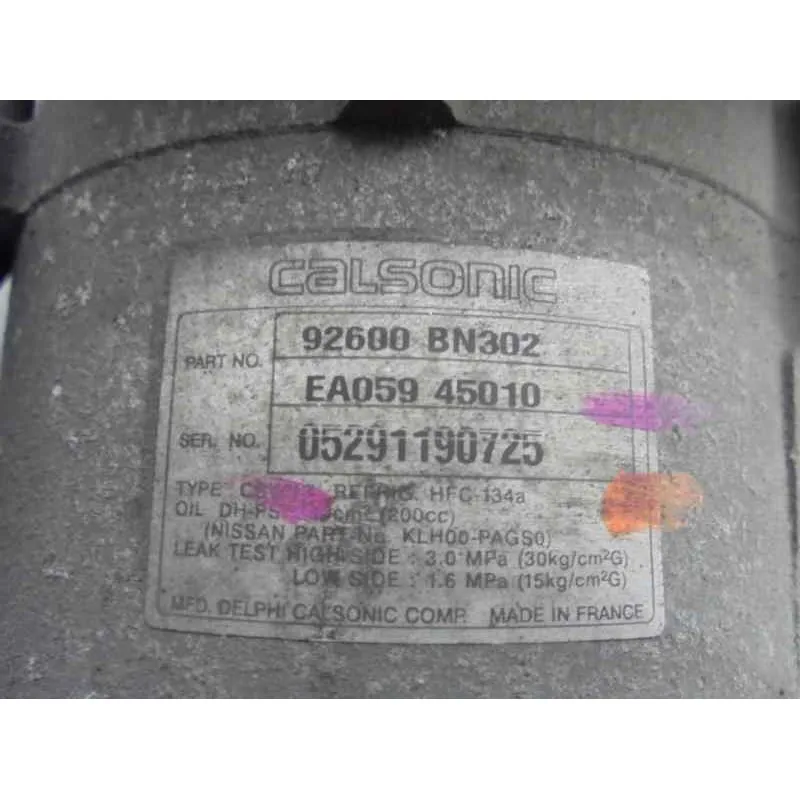 CALSONIC
PART NO. 92600 BN302
EA059 45010
SER. NO. 05291190725
TYPE REFRIG. HFC-134a
OIL (200cc)
(NISSAN PART No. KLH00-PAGS0)
LEAK TEST HIGH SIDE : 3.0 MPa (30kg/cm²G)
LOW SIDE : 1.6 MPa (15kg/cm²G)
MFD. DELPHI CALSONIC COMP. MADE IN FRANCE